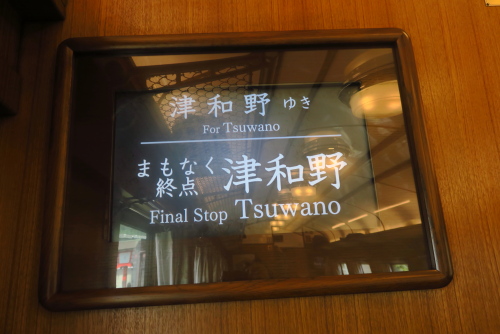 津和野 ゆき
For Tsuwano
まもなく
終点 津和野
Final Stop Tsuwano